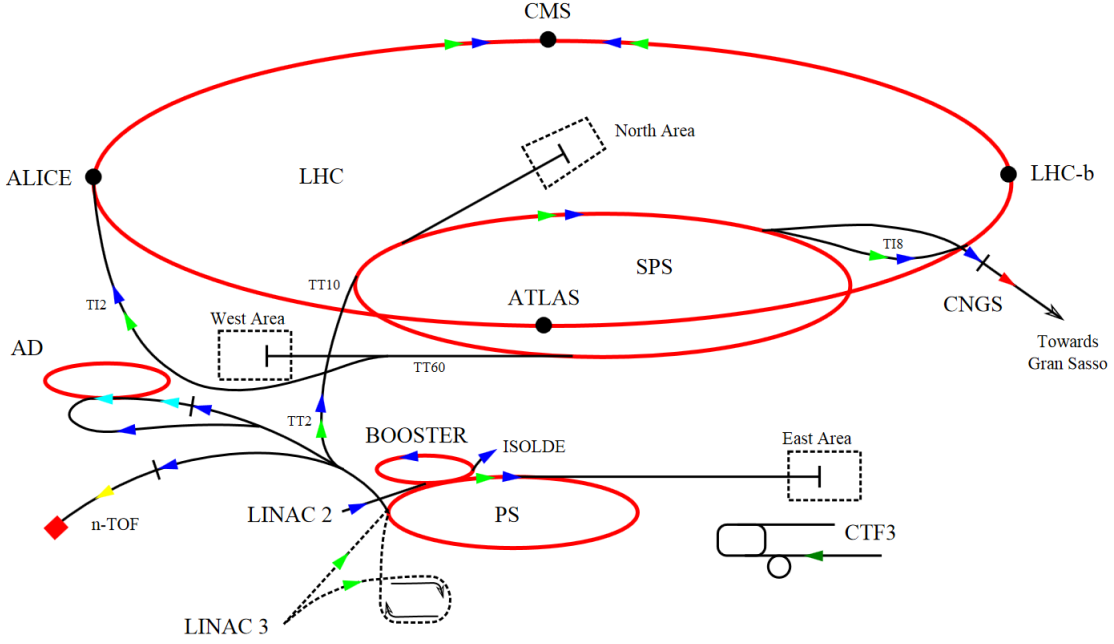 CMS
North Area
ALICE
LHC
LHC-b
TI8
SPS
TT10
CNGS
TI2
ATLAS
West Area
AD
Towards
Gran Sasso
TT60
TT2
BOOSTER
ISOLDE
East Area
LINAC 2
PS
n-TOF
CTF3
LINAC 3